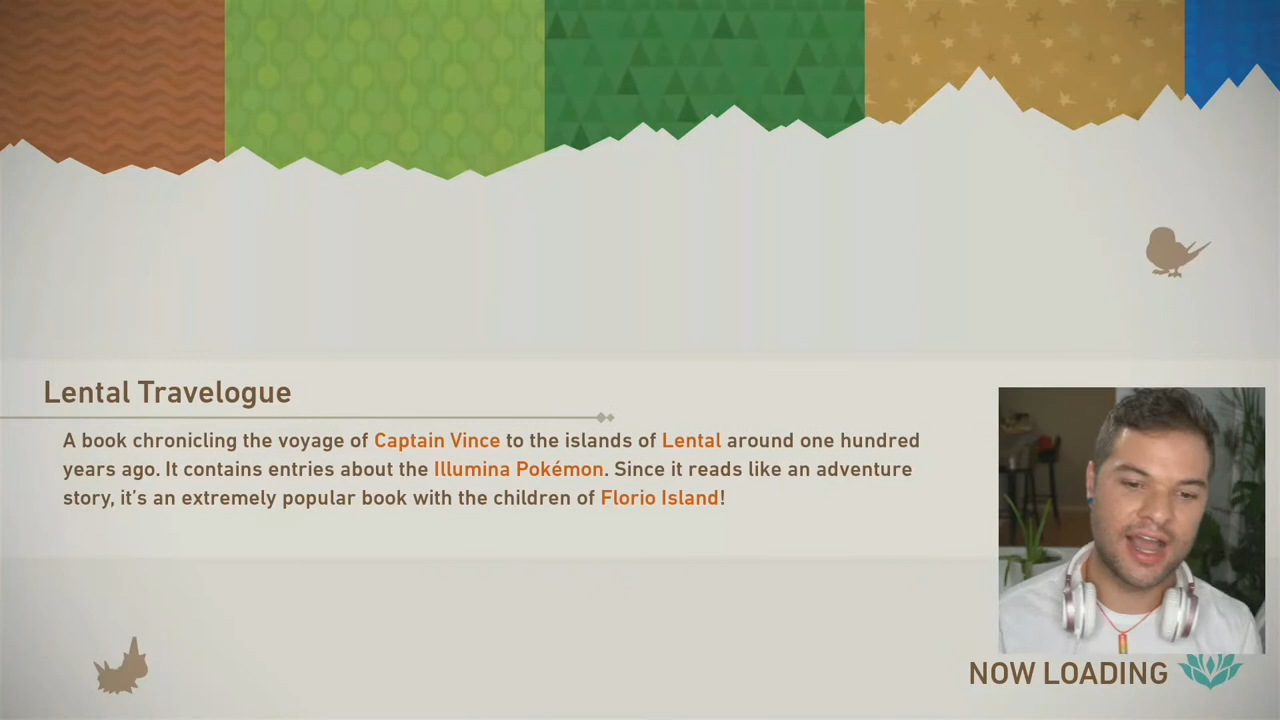 Lental Travelogue
A book chronicling the voyage of Captain Vince to the islands of Lental around one hundred
years ago. It contains entries about the Illumina Pokémon. Since it reads like an adventure
story, it's an extremely popular book with the children of Florio Island!
NOW LOADING